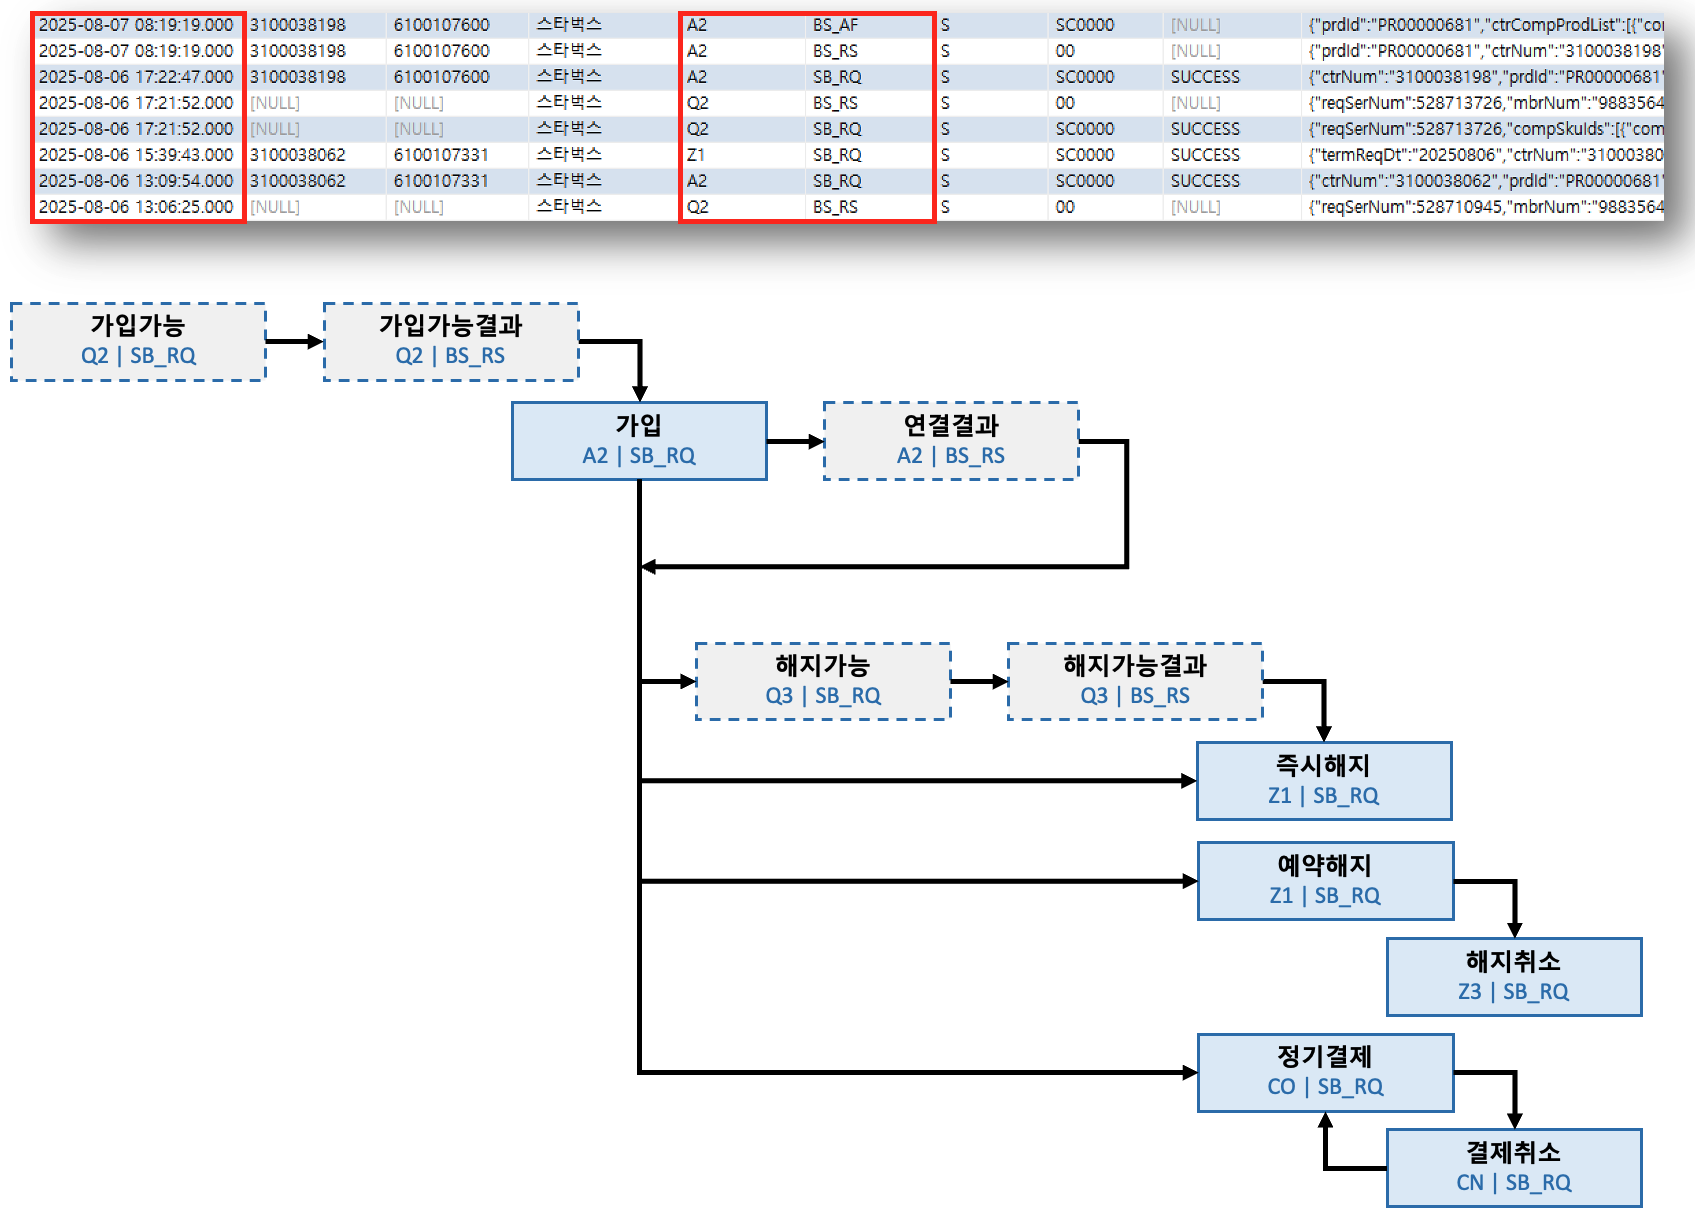 2025-08-07 08:19:19.000 3100038198 6100107600 스타벅스 A2 BS_AF S SC0000 [NULL] {"prdId":"PR00000681","ctrCompProdList":[{"co
2025-08-07 08:19:19.000 3100038198 6100107600 스타벅스 A2 BS_RS S 00 [NULL] {"prdId":"PR00000681","ctrNum":"3100038198"
2025-08-06 17:22:47.000 3100038198 6100107600 스타벅스 A2 SB_RQ S SC0000 SUCCESS {"ctrNum":"3100038198","prdId":"PR00000681"
2025-08-06 17:21:52.000 [NULL] [NULL] 스타벅스 Q2 BS_RS S 00 [NULL] {"reqSerNum":528713726,"mbrNum":"9883564
2025-08-06 17:21:52.000 [NULL] [NULL] 스타벅스 Q2 SB_RQ S SC0000 SUCCESS {"reqSerNum":528713726,"compSkuIds":[{"com
2025-08-06 15:39:43.000 3100038062 6100107331 스타벅스 Z1 SB_RQ S SC0000 SUCCESS {"termReqDt":"20250806","ctrNum":"31000380
2025-08-06 13:09:54.000 3100038062 6100107331 스타벅스 A2 SB_RQ S SC0000 SUCCESS {"ctrNum":"3100038062","prdId":"PR00000681"
2025-08-06 13:06:25.000 [NULL] [NULL] 스타벅스 Q2 BS_RS S 00 [NULL] {"reqSerNum":528710945,"mbrNum":"9883564
가입가능
Q2 | SB_RQ
가입가능결과
Q2 | BS_RS
가입
A2 | SB_RQ
연결결과
A2 | BS_RS
해지가능
Q3 | SB_RQ
해지가능결과
Q3 | BS_RS
즉시해지
Z1 | SB_RQ
예약해지
Z1 | SB_RQ
해지취소
Z3 | SB_RQ
정기결제
CO | SB_RQ
결제취소
CN | SB_RQ